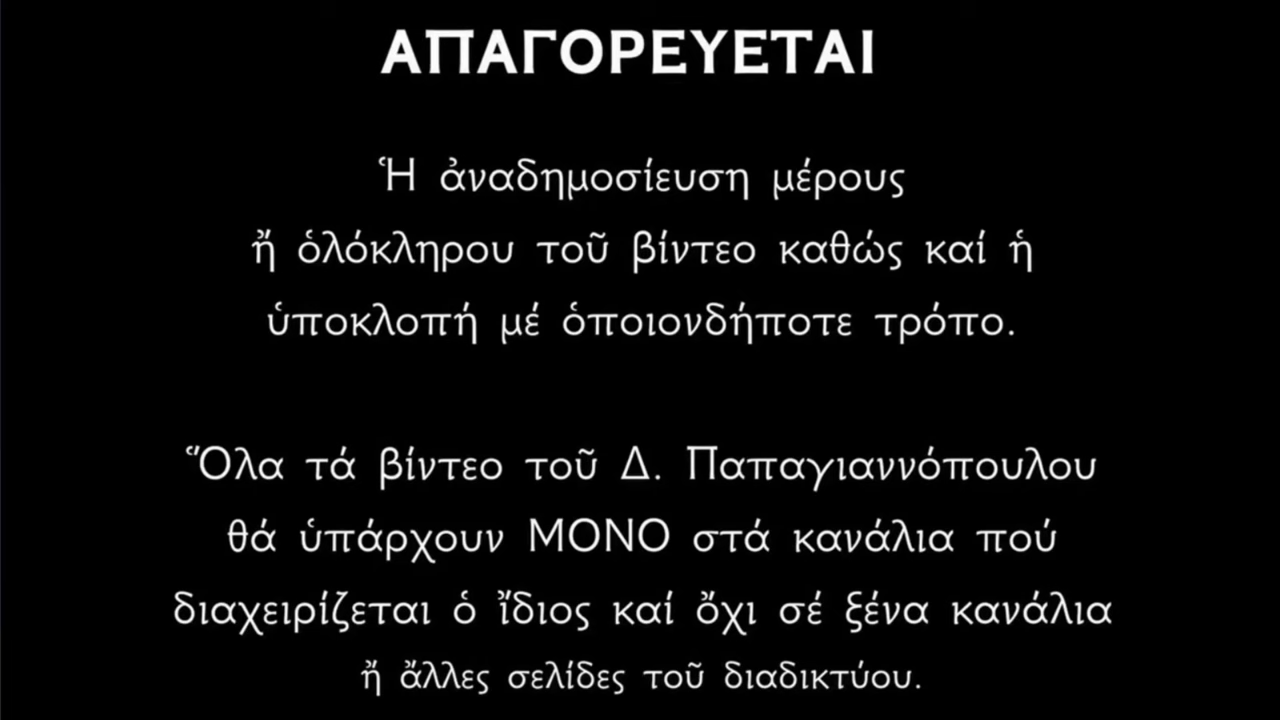 ΑΠΑΓΟΡΕΥΕΤΑΙ
Ἡ ἀναδημοσίευση μέρους
ἤ ὁλόκληρου τοῦ βίντεο καθώς καί ἡ
ὑποκλοπή μέ ὁποιονδήποτε τρόπο.
Ὅλα τά βίντεο τοῦ Δ. Παπαγιαννόπουλου
θά ὑπάρχουν ΜΟΝΟ στά κανάλια πού
διαχειρίζεται ὁ ἴδιος καί ὄχι σέ ξένα κανάλια
ἤ ἄλλες σελίδες τοῦ διαδικτύου.